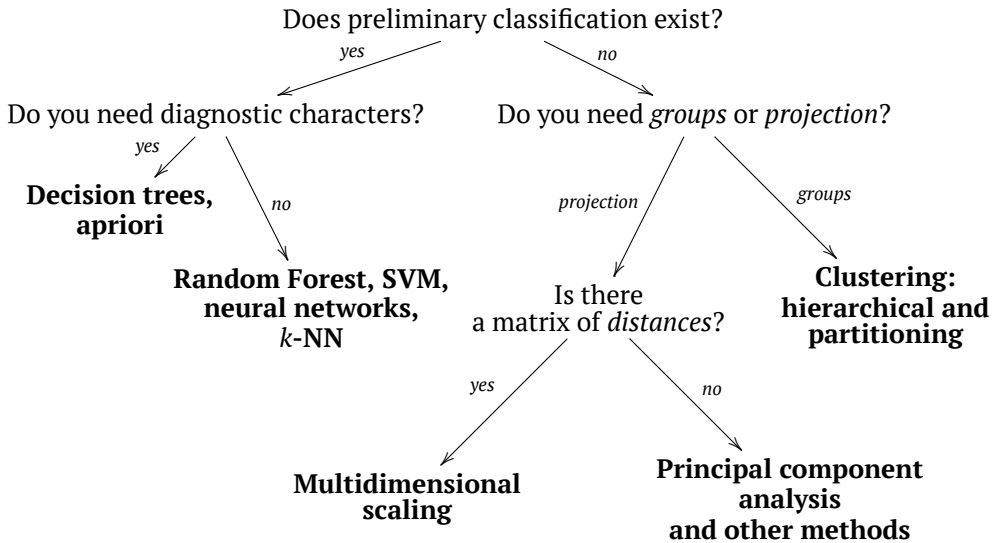 Does preliminary classification exist?
yes
no
Do you need diagnostic characters?
Do you need groups or projection?
yes
no
Decision trees,
apriori
projection
groups
Random Forest, SVM,
neural networks,
k-NN
Is there
a matrix of distances?
Clustering:
hierarchical and
partitioning
yes
no
Multidimensional
scaling
Principal component
analysis
and other methods